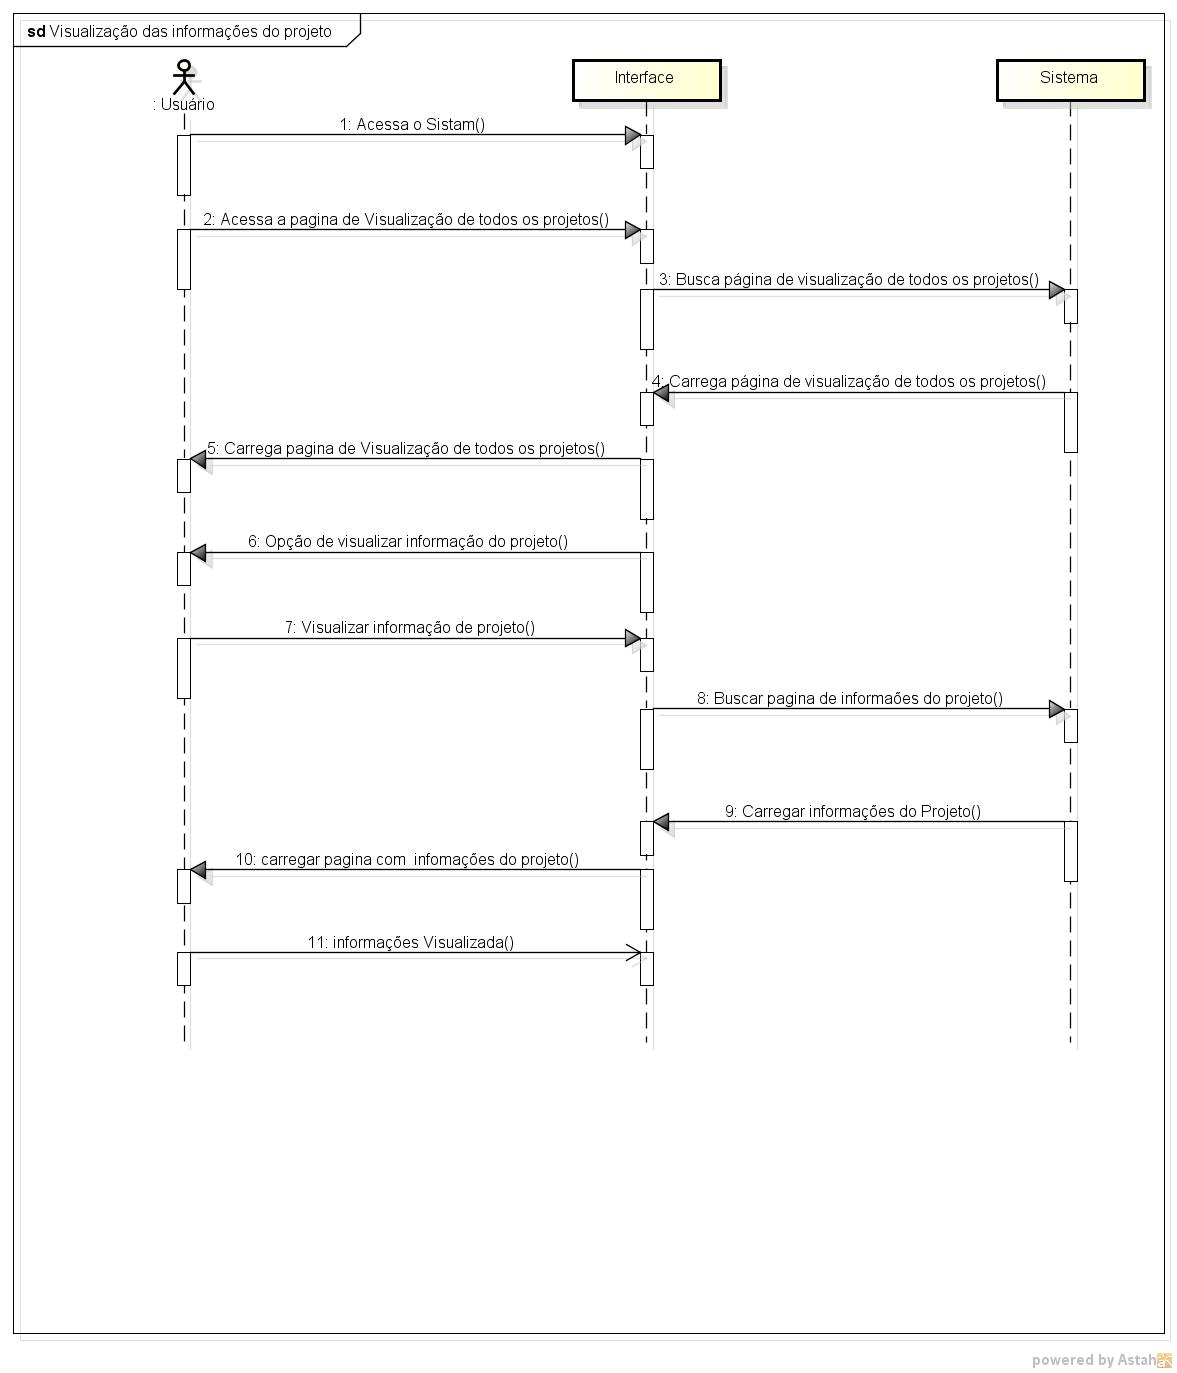 sd Visualização das informações do projeto
: Usuário
Interface
Sistema
1: Acessa o Sistam()
2: Acessa a pagina de Visualização de todos os projetos()
3: Busca página de visualização de todos os projetos()
4: Carrega página de visualização de todos os projetos()
5: Carrega pagina de Visualização de todos os projetos()
6: Opção de visualizar informação do projeto()
7: Visualizar informação de projeto()
8: Buscar pagina de informaões do projeto()
9: Carregar informações do Projeto()
10: carregar pagina com  infomações do projeto()
11: informações Visualizada()
powered by Astah